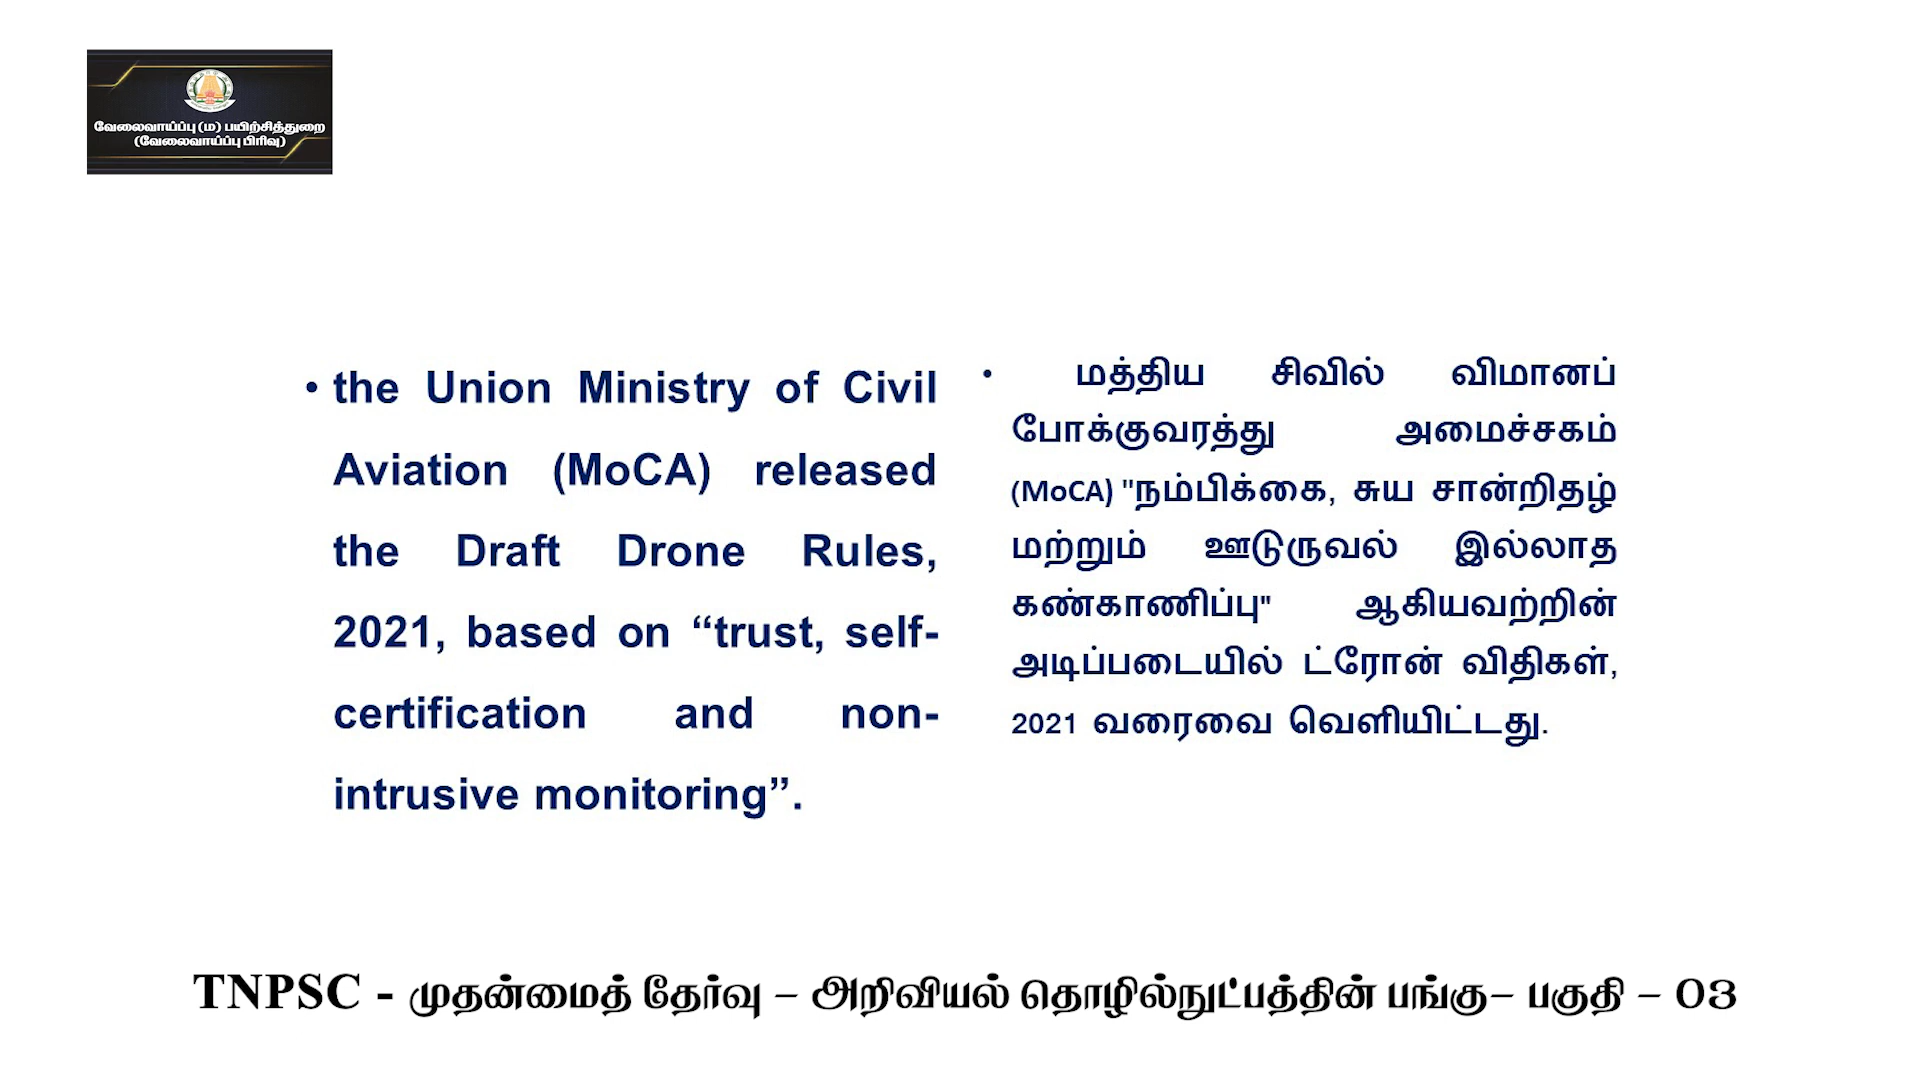 வேலைவாய்ப்பு (ம) பயிற்சித்துறை
(வேலைவாய்ப்பு பிரிவு)
• the Union Ministry of Civil
Aviation (MoCA) released
the Draft Drone Rules,
2021, based on “trust, self-
certification and non-
intrusive monitoring”.
• மத்திய சிவில் விமானப்
போக்குவரத்து அமைச்சகம்
(MoCA) "நம்பிக்கை, சுய சான்றிதழ்
மற்றும் ஊடுருவல் இல்லாத
கண்காணிப்பு" ஆகியவற்றின்
அடிப்படையில் ட்ரோன் விதிகள்,
2021 வரைவை வெளியிட்டது.
TNPSC - முதன்மைத் தேர்வு – அறிவியல் தொழில்நுட்பத்தின் பங்கு– பகுதி – 03